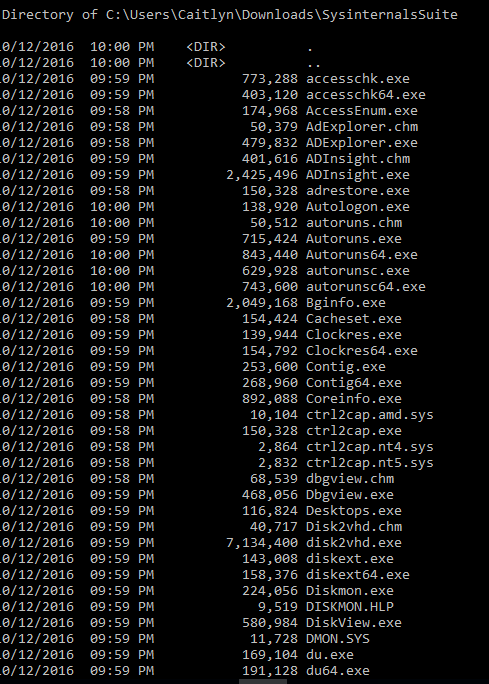 Directory of C:\Users\Caitlyn\Downloads\SysinternalsSuite
0/12/2016  10:00 PM    <DIR>          .
0/12/2016  10:00 PM    <DIR>          ..
0/12/2016  09:59 PM           773,288 accesschk.exe
0/12/2016  09:59 PM           403,120 accesschk64.exe
0/12/2016  09:58 PM           174,968 AccessEnum.exe
0/12/2016  09:58 PM            50,379 AdExplorer.chm
0/12/2016  09:58 PM           479,832 ADExplorer.exe
0/12/2016  09:59 PM           401,616 ADInsight.chm
0/12/2016  09:59 PM         2,425,496 ADInsight.exe
0/12/2016  09:58 PM           150,328 adrestore.exe
0/12/2016  10:00 PM           138,920 Autologon.exe
0/12/2016  10:00 PM            50,512 autoruns.chm
0/12/2016  09:59 PM           715,424 Autoruns.exe
0/12/2016  10:00 PM           843,440 Autoruns64.exe
0/12/2016  10:00 PM           629,928 autorunsc.exe
0/12/2016  10:00 PM           743,600 autorunsc64.exe
0/12/2016  09:59 PM         2,049,168 Bginfo.exe
0/12/2016  09:58 PM           154,424 Cacheset.exe
0/12/2016  09:59 PM           139,944 Clockres.exe
0/12/2016  09:59 PM           154,792 Clockres64.exe
0/12/2016  09:59 PM           253,600 Contig.exe
0/12/2016  09:59 PM           268,960 Contig64.exe
0/12/2016  09:58 PM           892,088 Coreinfo.exe
0/12/2016  09:58 PM            10,104 ctrl2cap.amd.sys
0/12/2016  09:58 PM           150,328 ctrl2cap.exe
0/12/2016  09:58 PM             2,864 ctrl2cap.nt4.sys
0/12/2016  09:58 PM             2,832 ctrl2cap.nt5.sys
0/12/2016  09:58 PM            68,539 dbgview.chm
0/12/2016  09:59 PM           468,056 Dbgview.exe
0/12/2016  09:59 PM           116,824 Desktops.exe
0/12/2016  09:59 PM            40,717 Disk2vhd.chm
0/12/2016  09:59 PM         7,134,400 disk2vhd.exe
0/12/2016  09:59 PM           143,008 diskext.exe
0/12/2016  09:59 PM           158,376 diskext64.exe
0/12/2016  09:59 PM           224,056 Diskmon.exe
0/12/2016  09:59 PM             9,519 DISKMON.HLP
0/12/2016  09:59 PM           580,984 DiskView.exe
0/12/2016  09:59 PM            11,728 DMON.SYS
0/12/2016  09:59 PM           169,104 du.exe
0/12/2016  09:59 PM           191,128 du64.exe